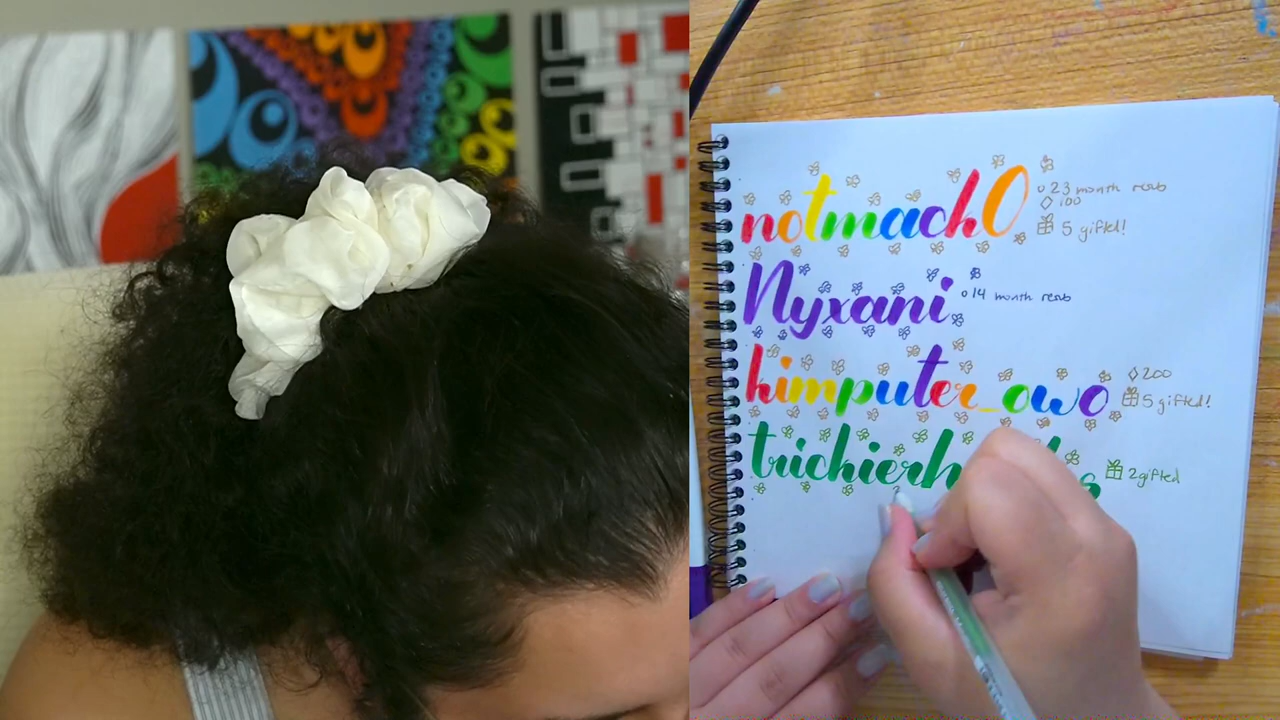 notmach0
23 month resub
100
5 gifted!
Nyxani
14 month resub
himputer_owo
200
5 gifted!
2 gifted